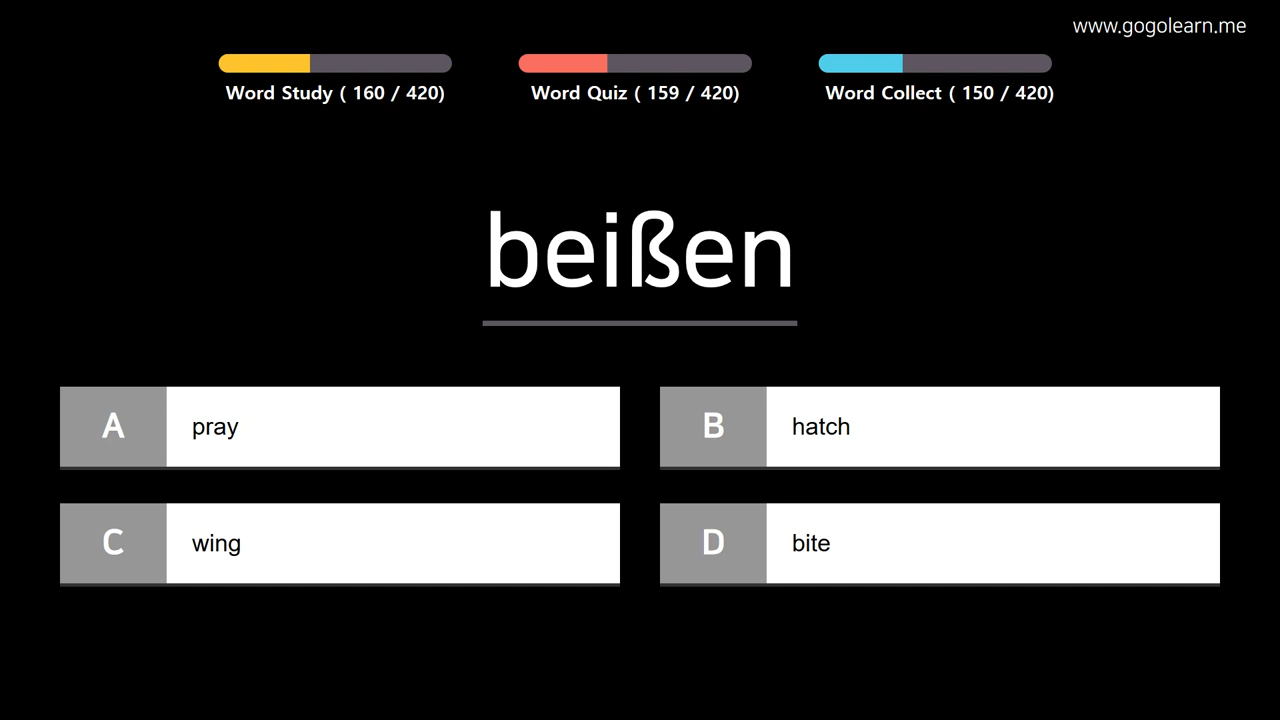 www.gogolearn.me
Word Study ( 160 / 420)
Word Quiz ( 159 / 420)
Word Collect ( 150 / 420)
beißen
A pray
B hatch
C wing
D bite